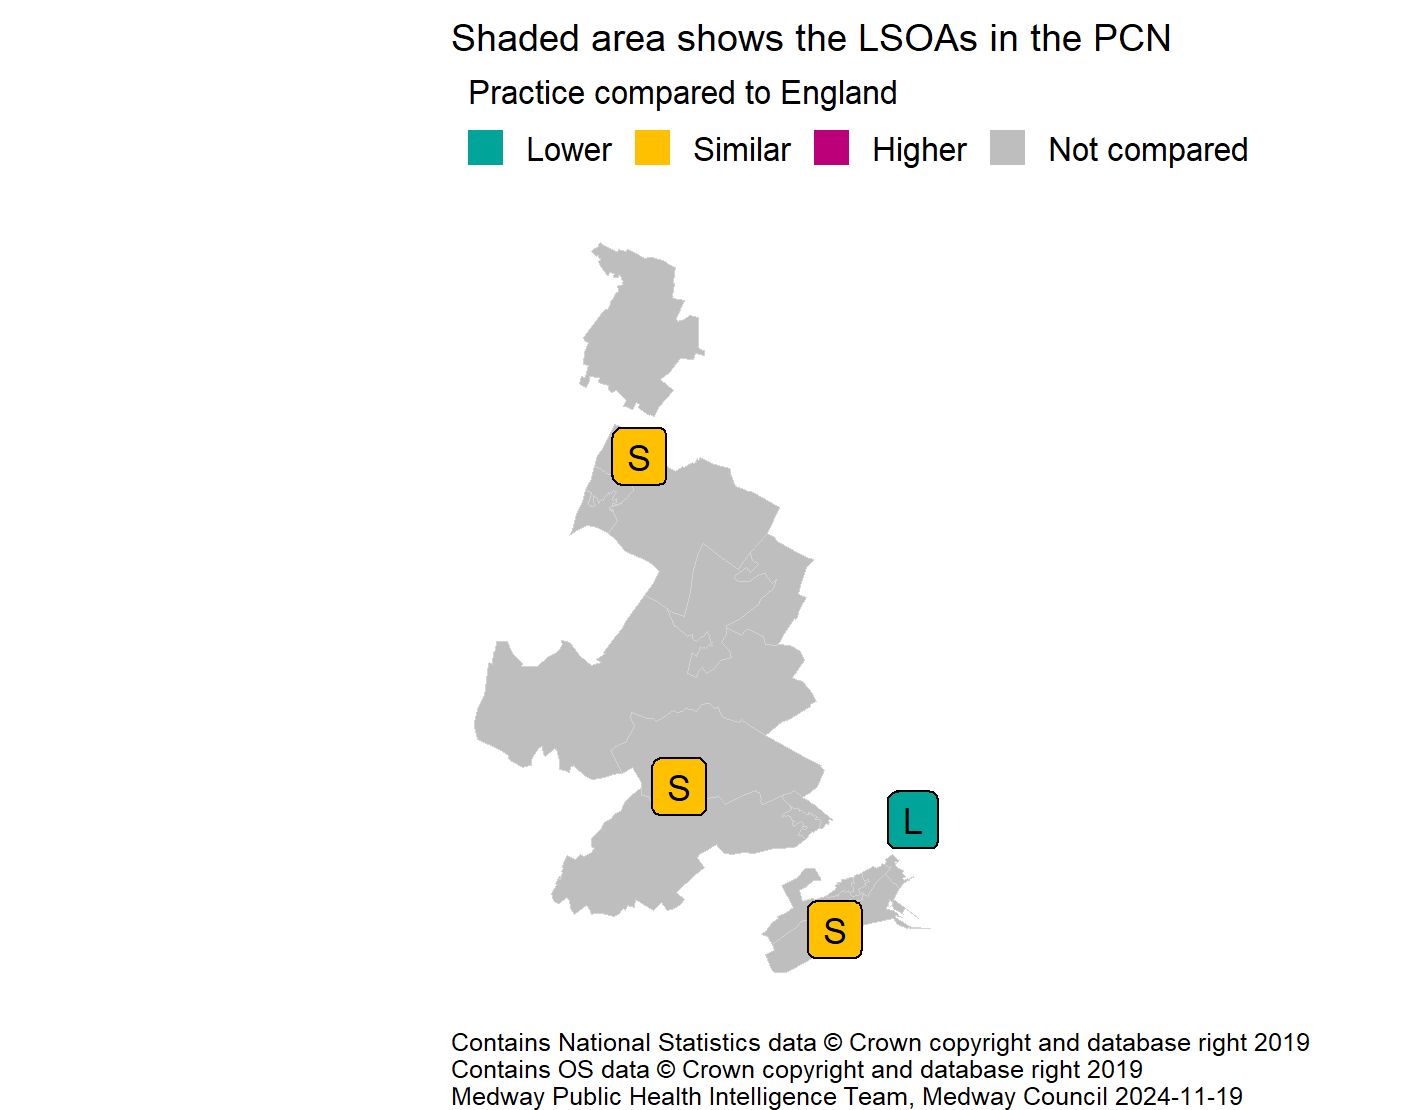 Shaded area shows the LSOAs in the PCN
Practice compared to England
Lower Similar Higher Not compared
S
S
L
S
Contains National Statistics data © Crown copyright and database right 2019
Contains OS data © Crown copyright and database right 2019
Medway Public Health Intelligence Team, Medway Council 2024-11-19